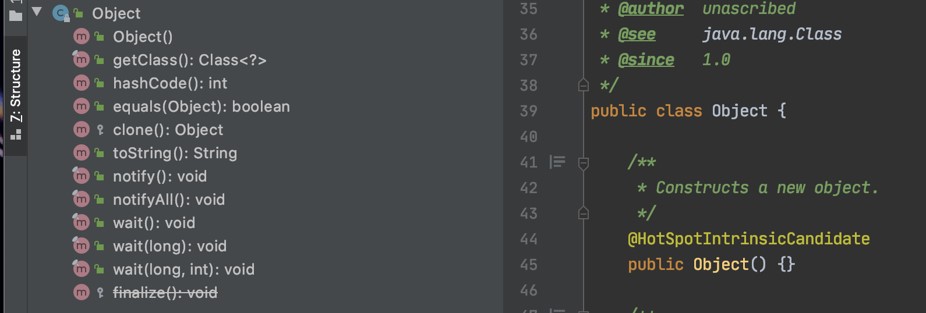 Z: Structure
Object
Object()
getClass(): Class<?>
hashCode(): int
equals(Object): boolean
clone(): Object
toString(): String
notify(): void
notifyAll(): void
wait(): void
wait(long): void
wait(long, int): void
finalize(): void
35 * @author unascribed
36 * @see java.lang.Class
37 * @since 1.0
38 */
39 public class Object {
40
41 /**
42 * Constructs a new object.
43 */
44 @HotSpotIntrinsicCandidate
45 public Object() {}
46